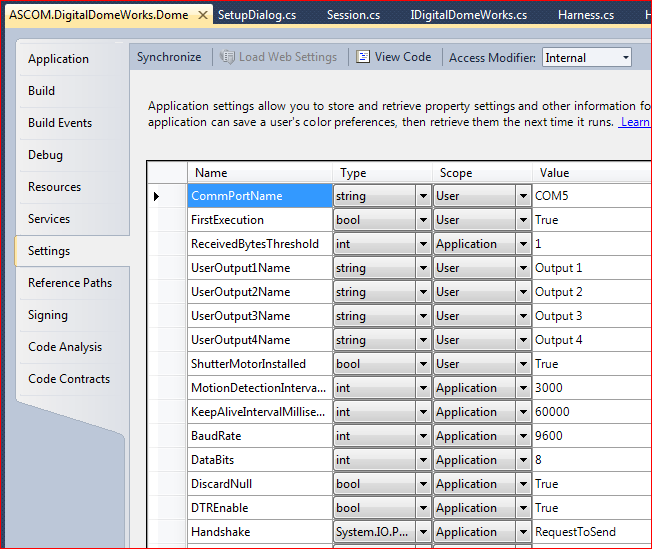 ASCOM.DigitalDomeWorks.Dome SetupDialog.cs Session.cs IDigitalDomeWorks.cs Harness.cs H
Application
Build
Build Events
Debug
Resources
Services
Settings
Reference Paths
Signing
Code Analysis
Code Contracts
Synchronize Load Web Settings View Code Access Modifier: Internal
Application settings allow you to store and retrieve property settings and other information fo
application can save a user's color preferences, then retrieve them the next time it runs. Learn
Name Type Scope Value
CommPortName string User COM5
FirstExecution bool User True
ReceivedBytesThreshold int Application 1
UserOutput1Name string User Output 1
UserOutput2Name string User Output 2
UserOutput3Name string User Output 3
UserOutput4Name string User Output 4
ShutterMotorInstalled bool User True
MotionDetectionInterva... int Application 3000
KeepAliveIntervalMillise... int Application 60000
BaudRate int Application 9600
DataBits int Application 8
DiscardNull bool Application True
DTREnable bool Application True
Handshake System.IO.P... Application RequestToSend